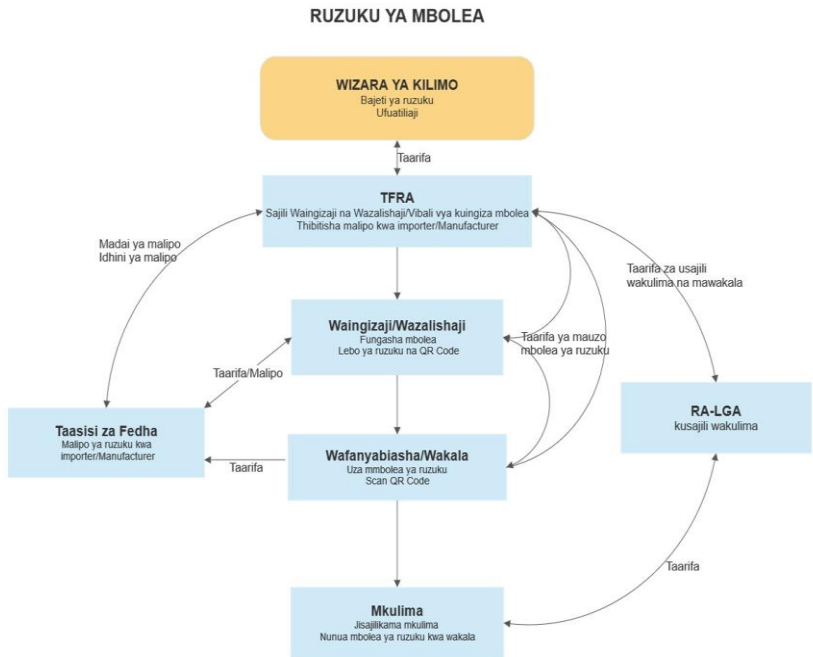 RUZUKU YA MBOLEA
WIZARA YA KILIMO
Bajeti ya ruzuku
Ufuatiliaji
Taarifa
TFRA
Sajili Waingizaji na Wazalishaji/Vibali vya kuingiza mbolea
Thibitisha malipo kwa importer/Manufacturer
Madai ya malipo
Idhini ya malipo
Taarifa za usajili
wakulima na mawakala
Waingizaji/Wazalishaji
Fungasha mbolea
Lebo ya ruzuku na QR Code
Taarifa ya mauzo
mbolea ya ruzuku
Taarifa/Malipo
Taasisi za Fedha
Malipo ya ruzuku kwa
importer/Manufacturer
RA-LGA
kusajili wakulima
Taarifa
Wafanyabiasha/Wakala
Uza mmbolea ya ruzuku
Scan QR Code
Taarifa
Mkulima
Jisajilikama mkulima
Nunua mbolea ya ruzuku kwa wakala